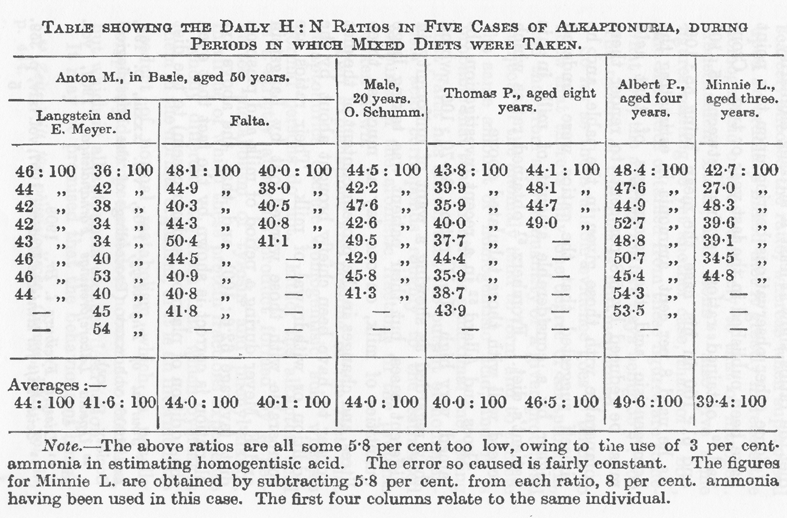 TABLE SHOWING THE DAILY H : N RATIOS IN FIVE CASES OF ALKAPTONURIA, DURING
PERIODS IN WHICH MIXED DIETS WERE TAKEN.
Anton M., in Basle, aged 50 years.
Male,
20 years.
O. Schumm.
Thomas P., aged eight
years.
Albert P.,
aged four
years.
Minnie L.,
aged three.
years.
Langstein and
E. Meyer.
Falta.
46 : 100 36 : 100 48·1 : 100 40·0 : 100 44·5 : 100 43·8 : 100 44·1 : 100 48·4 : 100 42·7 : 100
44 „ 42 44·9 „ 38·0 „ 42·2 „ 39·9 „ 48·1 „ 47·6 „ 27·0 „
42 „ 38 „ 40·3 „ 40·5 „ 47·6 „ 35·9 „ 44·7 „ 44·9 „ 48·3 „
42 „ 34 „ 44·3 „ 40·8 „ 42·6 „ 40·0 „ 49·0 „ 52·7 „ 39·6 „
43 „ 34 „ 50·4 „ 41·1 „ 49·5 „ 37·7 „ — 48·8 „ 39·1 „
46 „ 40 „ 44·5 „ — 42·9 „ 44·4 „ — 50·7 „ 34·5 „
46 „ 53 „ 40·9 „ — 45·8 „ 35·9 „ — 45·4 „ 44·8 „
44 „ 40 „ 40·8 „ — 41·3 „ 38·7 „ — 54·3 „ —
— 45 „ 41·8 „ — — 43·9 — 53·5 „ —
— 54 „ — — — — — — —
Averages :—
44 : 100 41·6 : 100 44·0 : 100 40·1 : 100 44·0 : 100 40·0 : 100 46·5 : 100 49·6 :100 39·4 : 100
Note.—The above ratios are all some 5·8 per cent too low, owing to the use of 3 per cent·
ammonia in estimating homogentisic acid. The error so caused is fairly constant. The figures
for Minnie L. are obtained by subtracting 5·8 per cent. from each ratio, 8 per cent. ammonia
having been used in this case. The first four columns relate to the same individual.